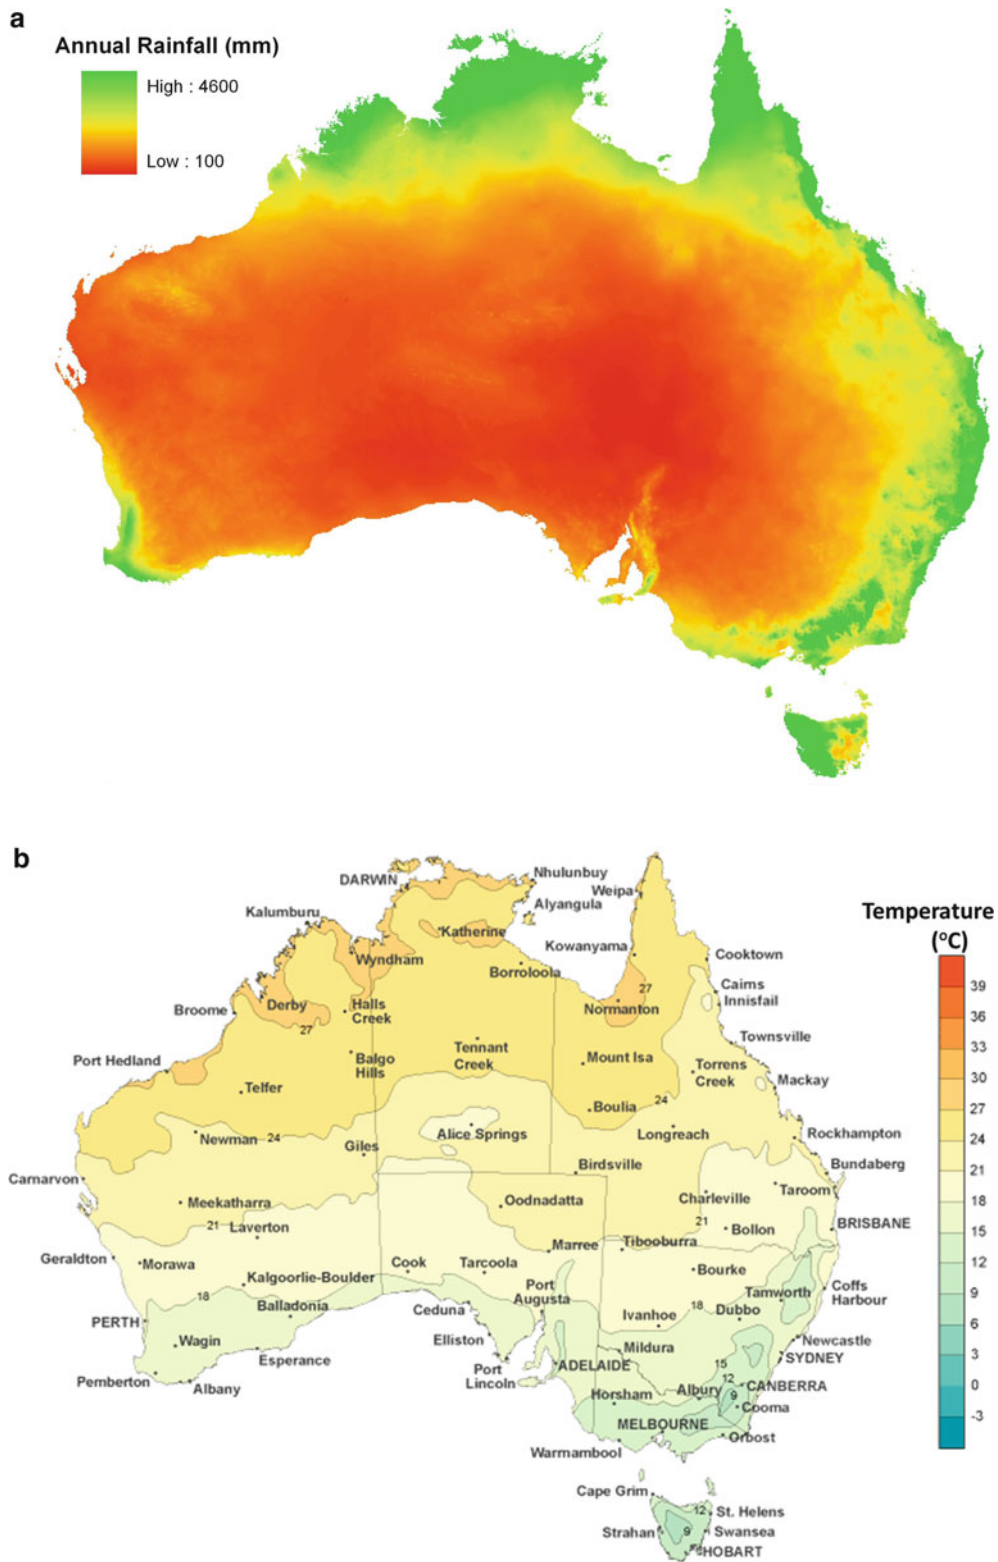 a
Annual Rainfall (mm)
High : 4600
Low : 100
b
Temperature
(°C)
DARWIN
Nhulunbuy
Weipa
Alyangula
Kalumburu
Katherine
Kowanyama
Wyndham
Cooktown
Borroloola
Cairns
27
Innisfail
Derby
Halls
Creek
Normanton
Broome
27
Townsville
Tennant
Creek
Port Hedland
Balgo
Hills
Mount Isa
Torrens
Creek
Telfer
Mackay
Boulia
24
Newman
24
Alice Springs
Longreach
Rockhampton
Giles
Birdsville
Bundaberg
Carnarvon
Charleville
Taroom
Meekatharra
Oodnadatta
21
Laverton
21
Bollon
BRISBANE
Marree
Tibooburra
Geraldton
Morawa
Cook
Tarcoola
Bourke
Kalgoorlie-Boulder
Port
Augusta
Tamworth
Coffs
Harbour
18
Balladonia
Ceduna
Ivanhoe
18
Dubbo
PERTH
Wagin
Elliston
Mildura
Newcastle
SYDNEY
Esperance
Port
Lincoln
ADELAIDE
15
Pemberton
Albany
12
Horsham
Albury
CANBERRA
9
Cooma
MELBOURNE
Orbost
Warrnambool
Cape Grim
12
St. Helens
Strahan
9
Swansea
HOBART
39
36
33
30
27
24
21
18
15
12
9
6
3
0
-3